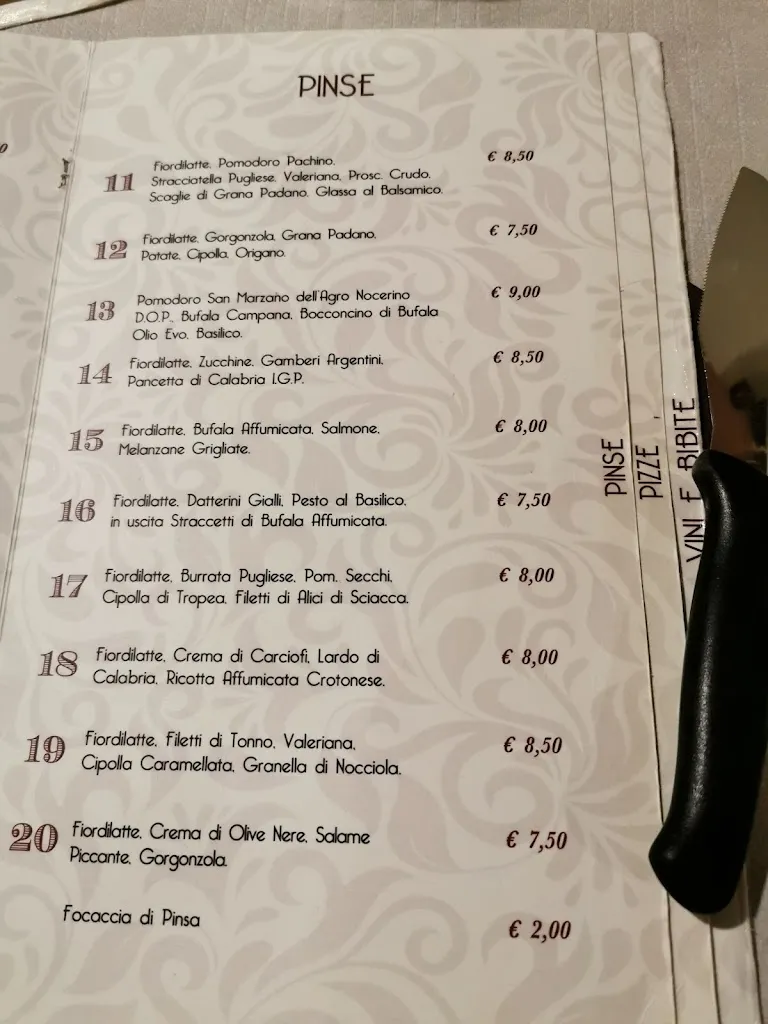 PINSE
11 Fiordilatte, Pomodoro Pachino, € 8,50
Stracciatella Pugliese, Valeriana, Prosc. Crudo,
Scaglie di Grana Padano, Glassa al Balsamico.
12 Fiordilatte, Gorgonzola, Grana Padano, € 7,50
Patate, Cipolla, Origano.
13 Pomodoro San Marzano dell'Agro Nocerino € 9,00
D.O.P., Bufala Campana, Bocconcino di Bufala
Olio Evo, Basilico.
14 Fiordilatte, Zucchine, Gamberi Argentini, € 8,50
Pancetta di Calabria I.G.P.
15 Fiordilatte, Bufala Affumicata, Salmone, € 8,00
Melanzane Grigliate.
16 Fiordilatte, Datterini Gialli, Pesto al Basilico, € 7,50
in uscita Straccetti di Bufala Affumicata.
17 Fiordilatte, Burrata Pugliese, Pom. Secchi, € 8,00
Cipolla di Tropea, Filetti di Alici di Sciacca.
18 Fiordilatte, Crema di Carciofi, Lardo di € 8,00
Calabria, Ricotta Affumicata Crotonese.
19 Fiordilatte, Filetti di Tonno, Valeriana, € 8,50
Cipolla Caramellata, Granella di Nocciola.
20 Fiordilatte, Crema di Olive Nere, Salame € 7,50
Piccante, Gorgonzola.
Focaccia di Pinsa € 2,00
PINSE
PIZZE
VINI E BIBITE